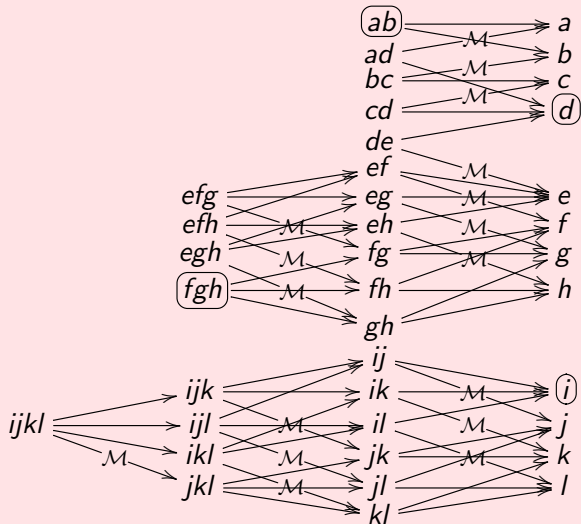 ab a
ad M b
bc M c
cd M d
de
ef M
efg eg M e
efh M eh f
egh fg M g
fgh M fh M h
gh
ij
ijk ik M i
ijkl ijl M il j
M ikl jk M k
jkl M jl M l
kl